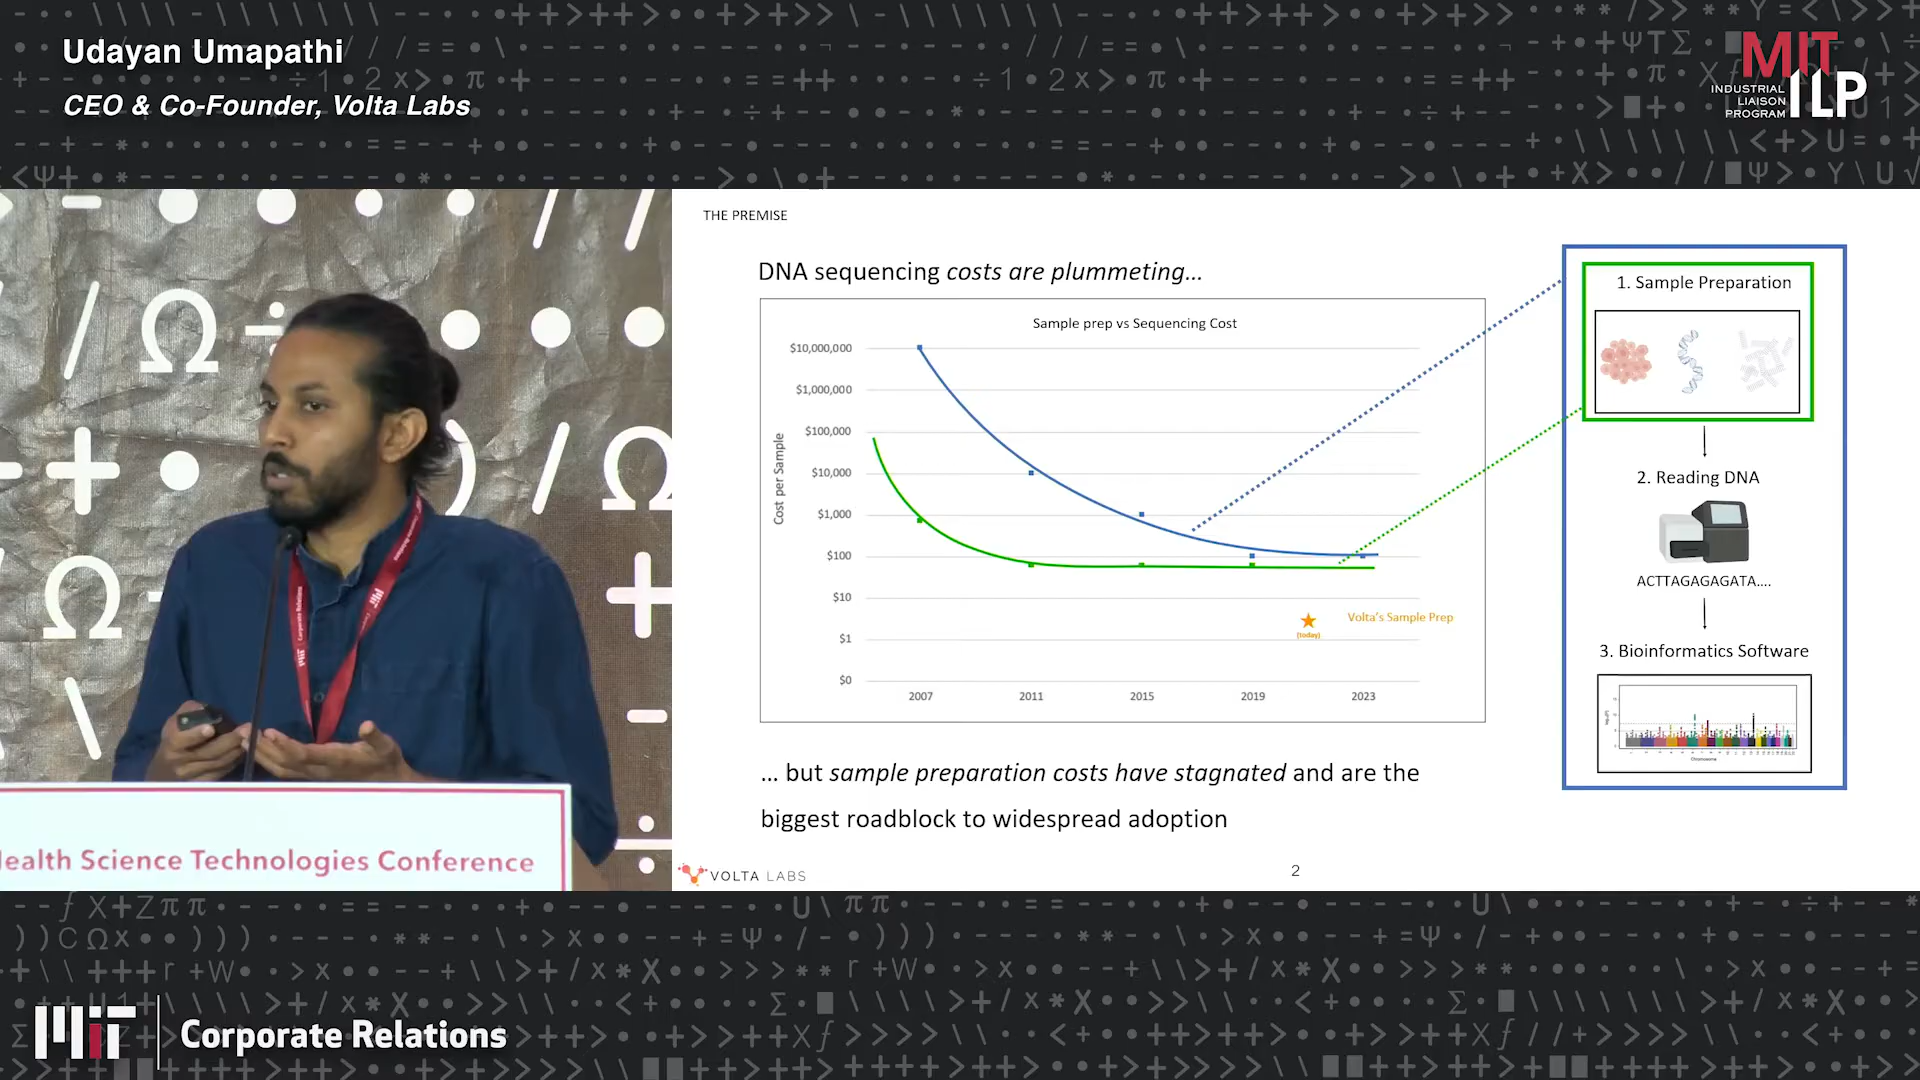 Udayan Umapathi
CEO & Co-Founder, Volta Labs
MIT
ILP
INDUSTRIAL
LIAISON
PROGRAM
THE PREMISE
DNA sequencing costs are plummeting...
Sample prep vs Sequencing Cost
Cost per Sample
$10,000,000
$1,000,000
$100,000
$10,000
$1,000
$100
$10
$1
$0
2007 2011 2015 2019 2023
Volta's Sample Prep
(today)
... but sample preparation costs have stagnated and are the
biggest roadblock to widespread adoption
1. Sample Preparation
2. Reading DNA
ACTTAGAGAGATA....
3. Bioinformatics Software
Chromosome
VOLTA LABS
2
ealth Science Technologies Conference
MIT
Corporate Relations